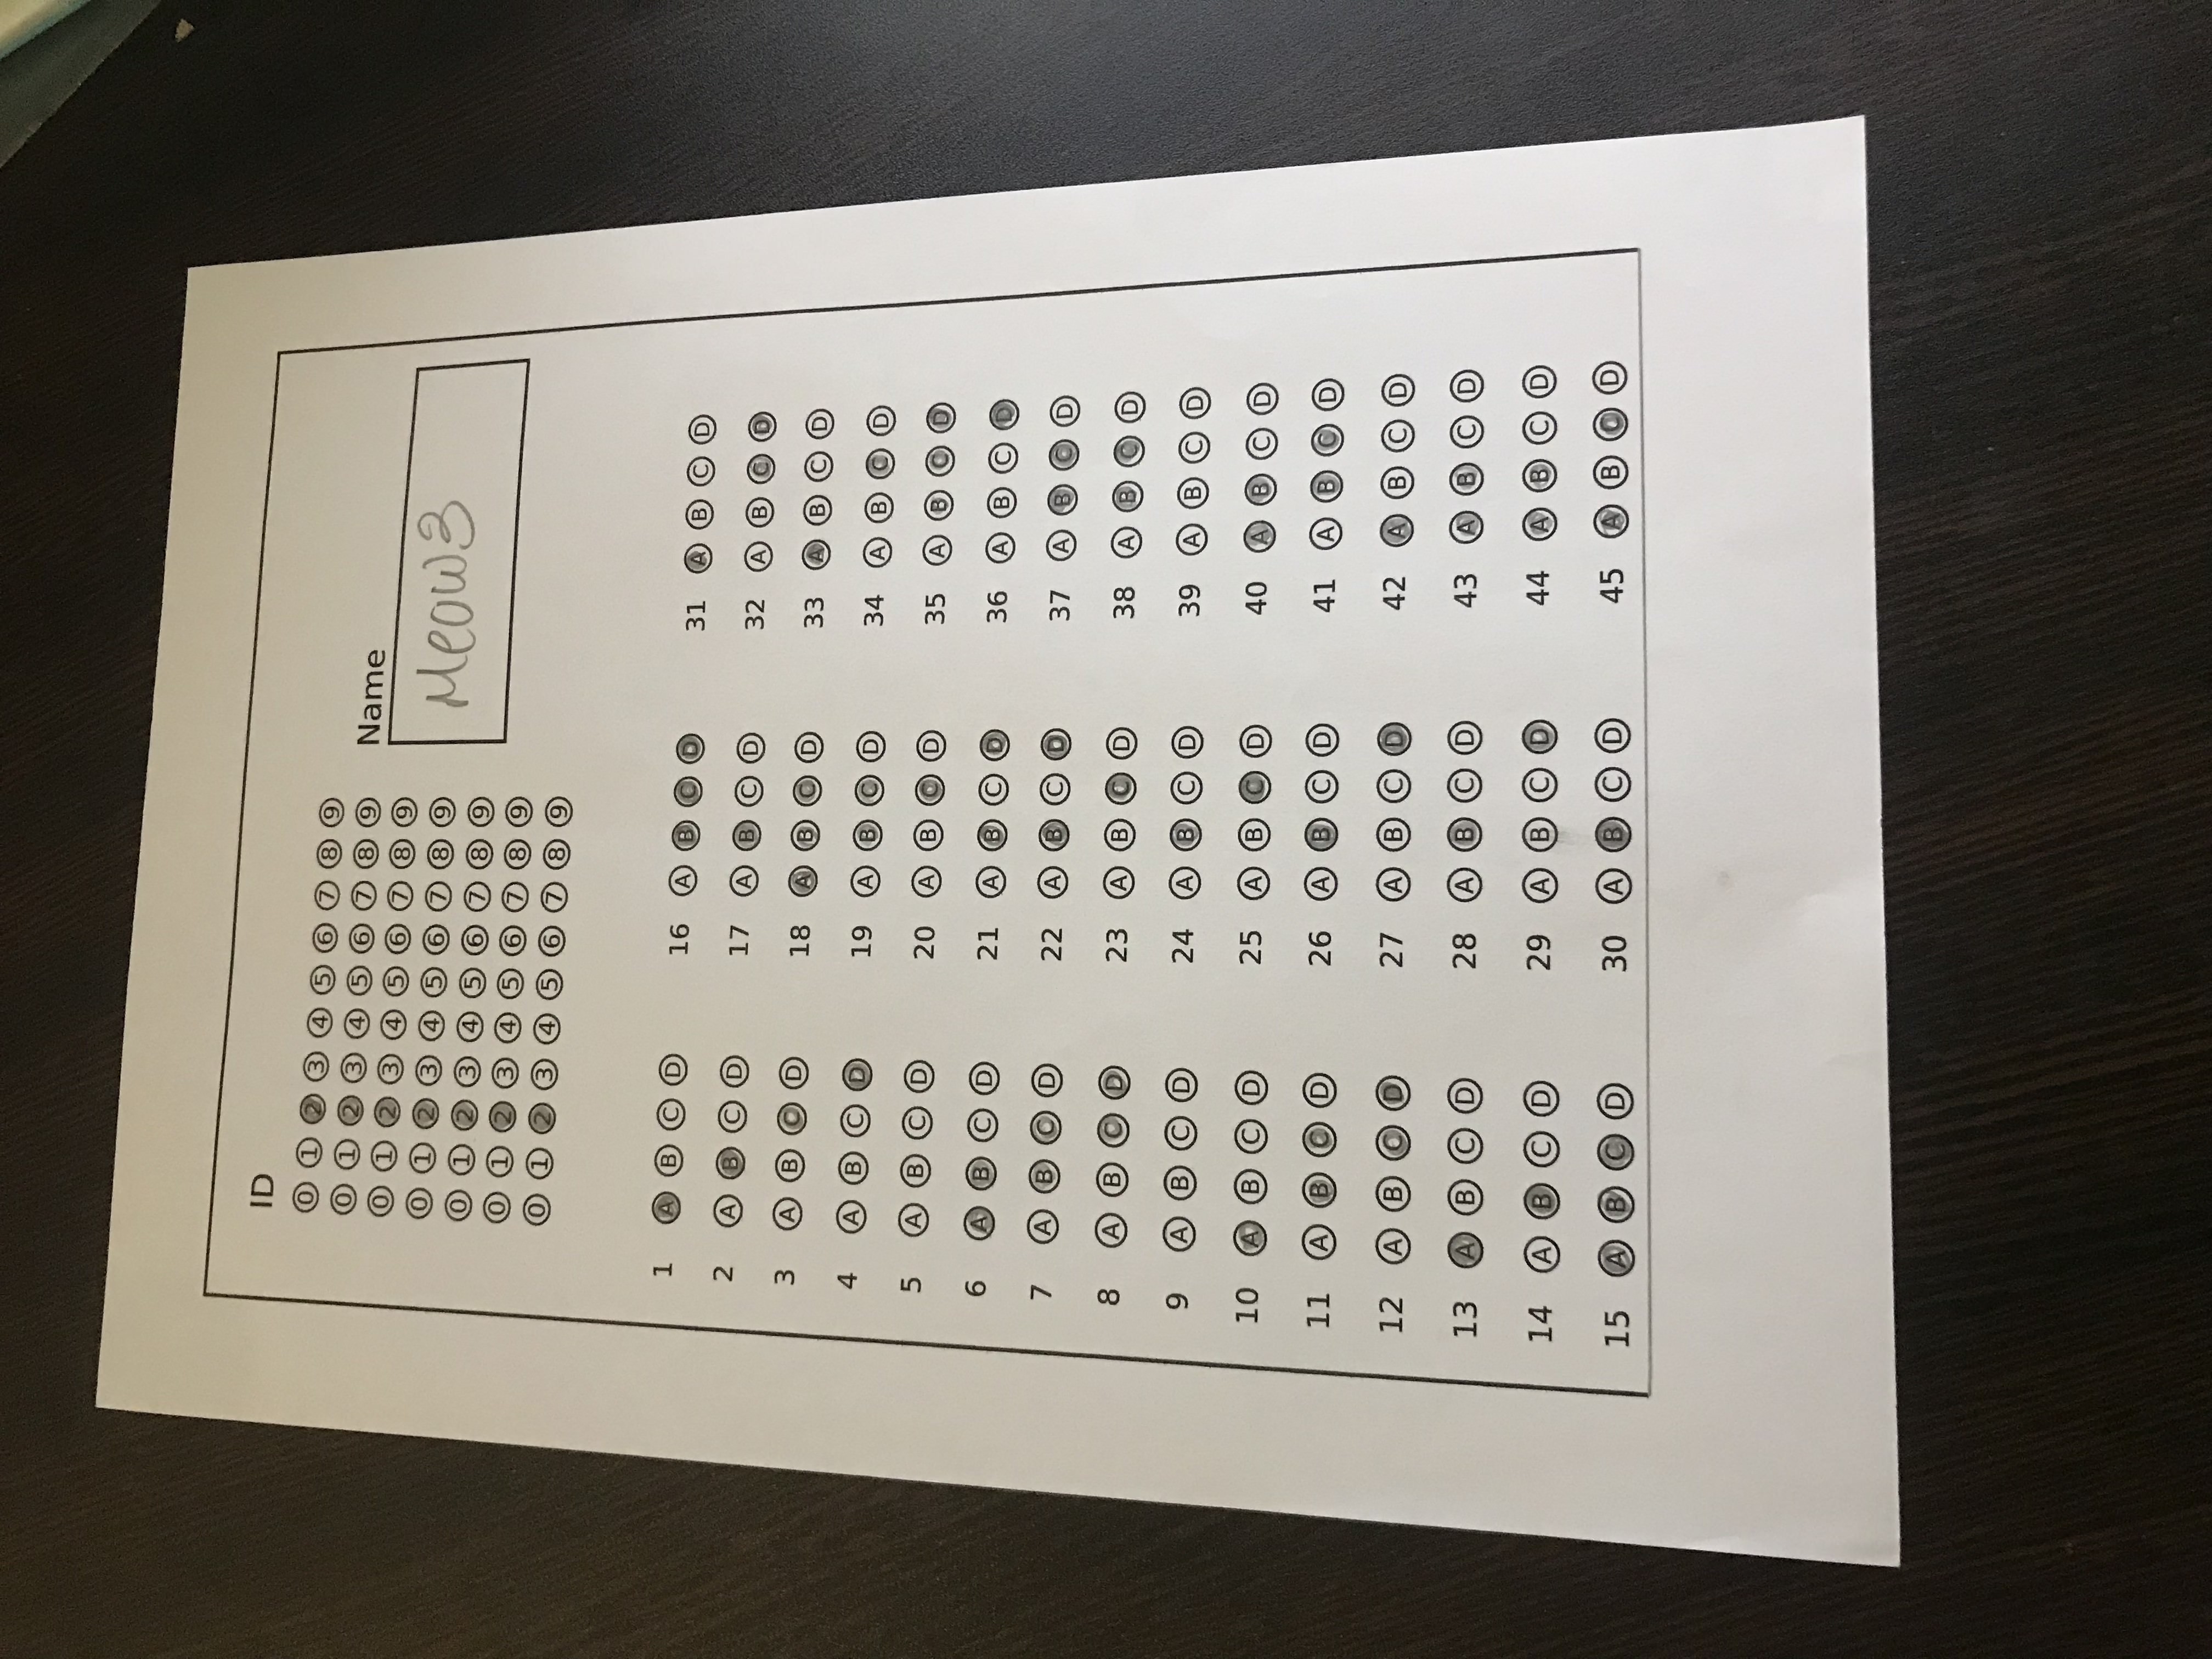 ID
0 1 2 3 4 5 6 7 8 9
0 1 2 3 4 5 6 7 8 9
0 1 2 3 4 5 6 7 8 9
0 1 2 3 4 5 6 7 8 9
0 1 2 3 4 5 6 7 8 9
0 1 2 3 4 5 6 7 8 9
0 1 2 3 4 5 6 7 8 9
Name
Meow3
1 A B C D
2 A B C D
3 A B C D
4 A B C D
5 A B C D
6 A B C D
7 A B C D
8 A B C D
9 A B C D
10 A B C D
11 A B C D
12 A B C D
13 A B C D
14 A B C D
15 A B C D
16 A B C D
17 A B C D
18 A B C D
19 A B C D
20 A B C D
21 A B C D
22 A B C D
23 A B C D
24 A B C D
25 A B C D
26 A B C D
27 A B C D
28 A B C D
29 A B C D
30 A B C D
31 A B C D
32 A B C D
33 A B C D
34 A B C D
35 A B C D
36 A B C D
37 A B C D
38 A B C D
39 A B C D
40 A B C D
41 A B C D
42 A B C D
43 A B C D
44 A B C D
45 A B C D